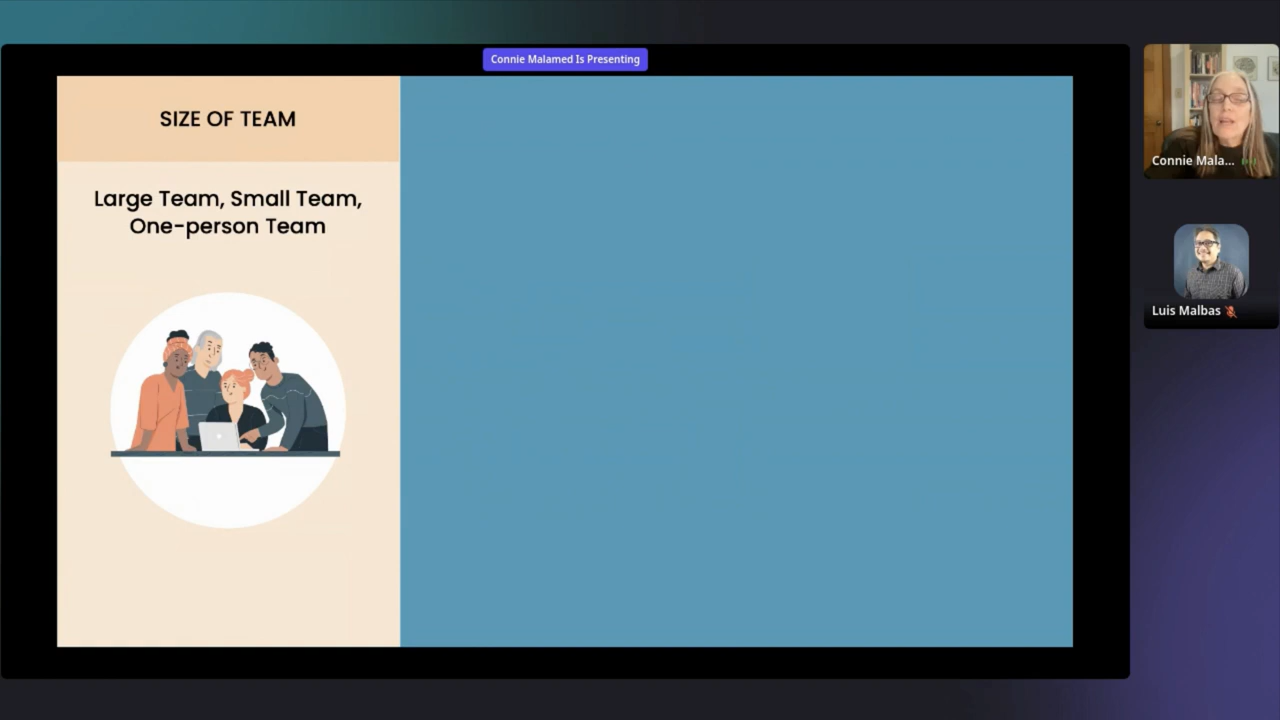 Connie Malamed Is Presenting
SIZE OF TEAM
Large Team, Small Team,
One-person Team
Connie Mala...
Luis Malbas